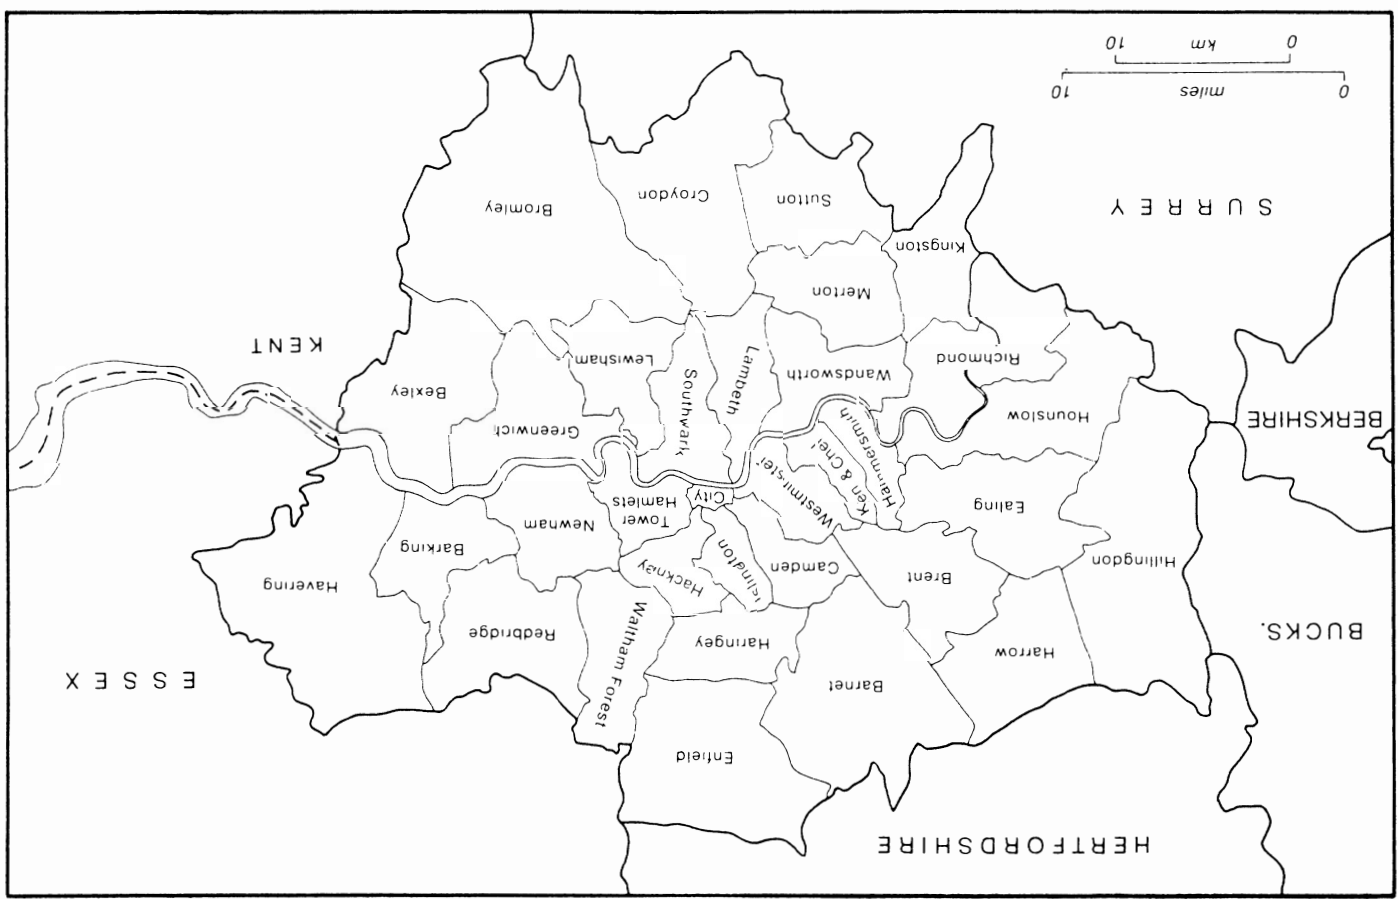 HERTFORDSHIRE
Enfield
Barnet
ESSEX
Harrow
Haringey
Waltham Forest
Redbridge
BUCKS.
Hillingdon
Brent
Camden
Islington
Hackney
Havering
Barking
Newham
Tower
Hamlets
City
Ealing
Westminster
Ken & Chel
Hammersmith
Hounslow
BERKSHIRE
Greenwich
Southwark
Lambeth
Bexley
Wandsworth
Richmond
Lewisham
KENT
Merton
Kingston
SURREY
Sutton
Croydon
Bromley
0 miles 10
0 km 10